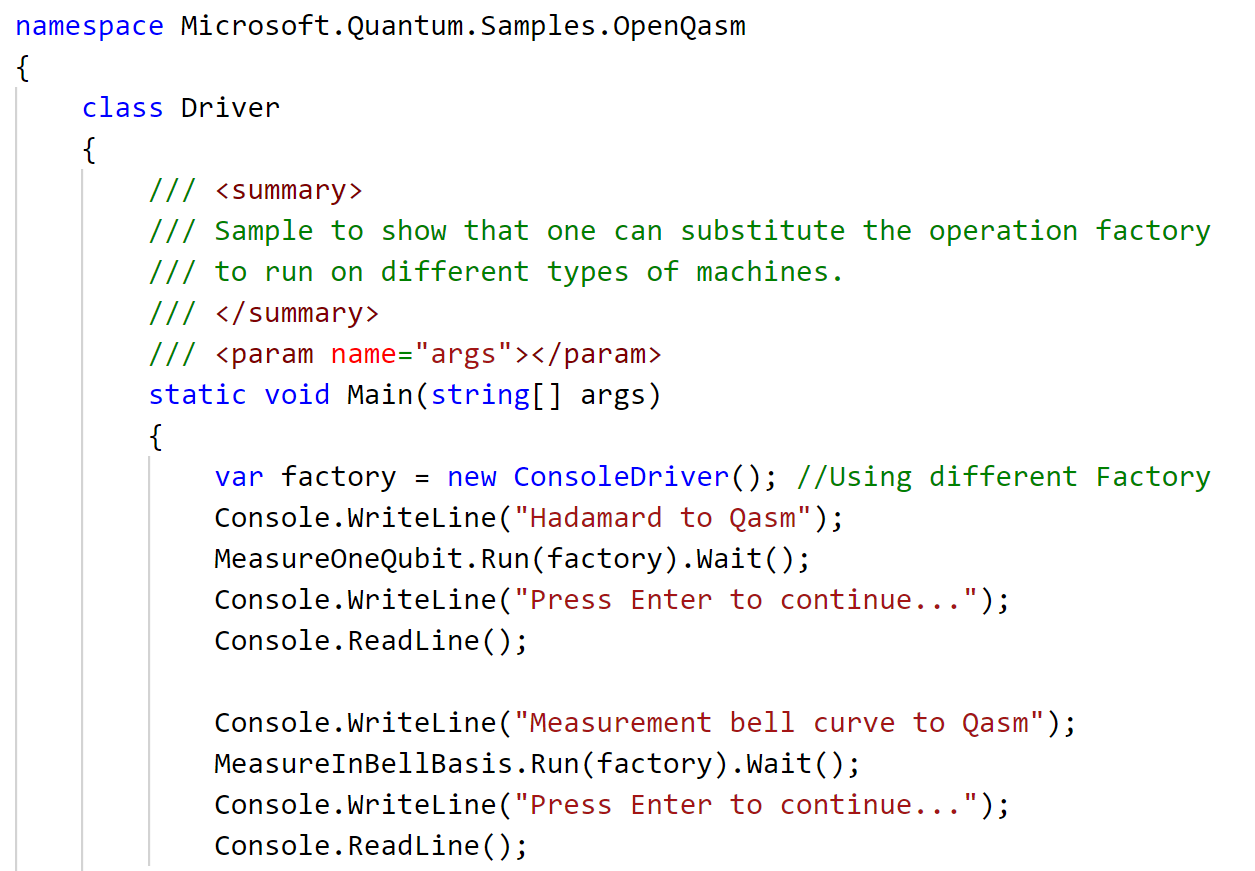 namespace Microsoft.Quantum.Samples.OpenQasm
{
    class Driver
    {
        /// <summary>
        /// Sample to show that one can substitute the operation factory
        /// to run on different types of machines.
        /// </summary>
        /// <param name="args"></param>
        static void Main(string[] args)
        {
            var factory = new ConsoleDriver(); //Using different Factory
            Console.WriteLine("Hadamard to Qasm");
            MeasureOneQubit.Run(factory).Wait();
            Console.WriteLine("Press Enter to continue...");
            Console.ReadLine();

            Console.WriteLine("Measurement bell curve to Qasm");
            MeasureInBellBasis.Run(factory).Wait();
            Console.WriteLine("Press Enter to continue...");
            Console.ReadLine();